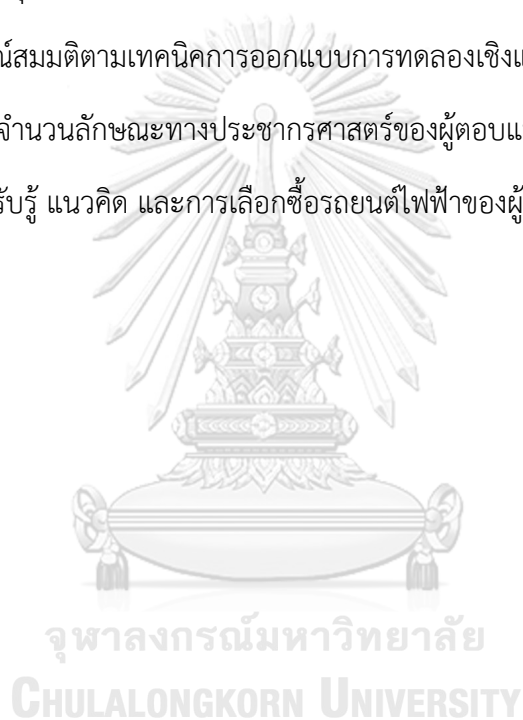 น์สมมติตามเทคนิคการออกแบบการทดลองเชิง
จำนวนลักษณะทางประชากรศาสตร์ของผู้ตอบ
รับรู้ แนวคิด และการเลือกซื้อรถยนต์ไฟฟ้าของ
จุฬาลงกรณ์มหาวิทยาลัย
CHULALONGKORN UNIVERSITY